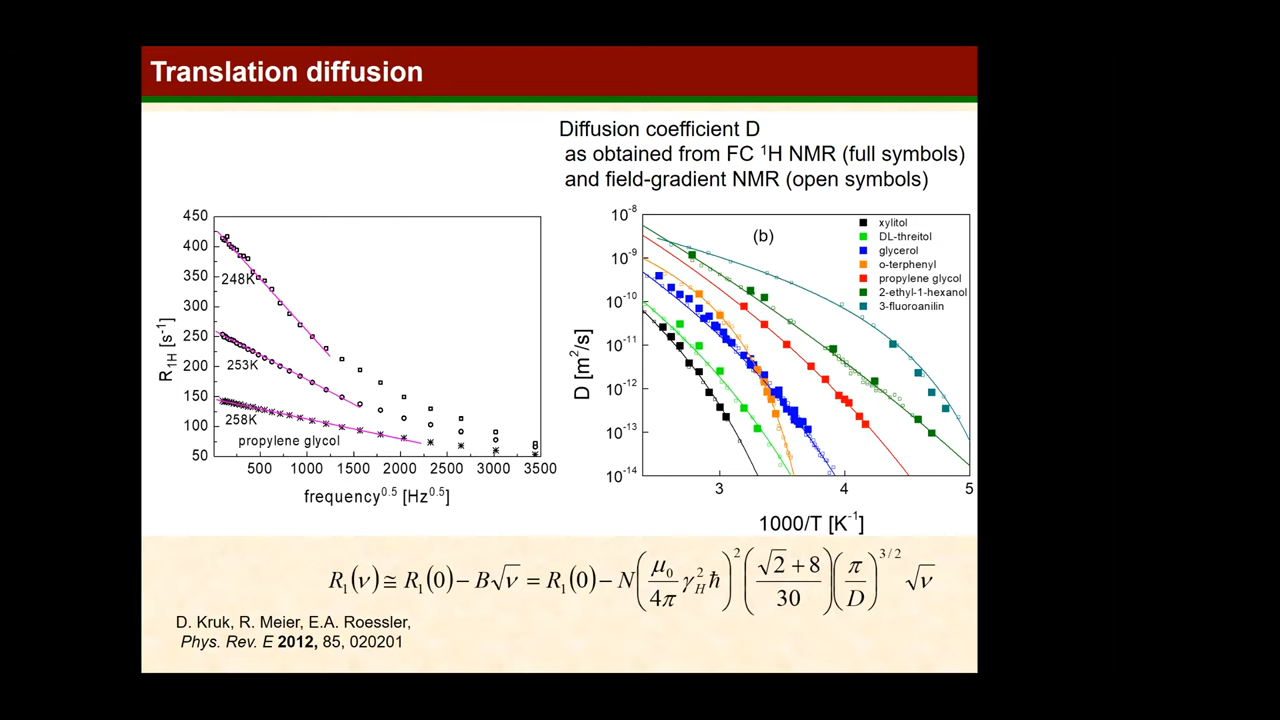 Translation diffusion
Diffusion coefficient D
as obtained from FC ¹H NMR (full symbols)
and field-gradient NMR (open symbols)
450
400
350
300
250
200
150
100
50
R₁H [s⁻¹]
248K
253K
258K
propylene glycol
500 1000 1500 2000 2500 3000 3500
frequency⁰·⁵ [Hz⁰·⁵]
10⁻⁸
10⁻⁹
10⁻¹⁰
10⁻¹¹
10⁻¹²
10⁻¹³
10⁻¹⁴
D [m²/s]
(b)
xylitol
DL-threitol
glycerol
o-terphenyl
propylene glycol
2-ethyl-1-hexanol
3-fluoroanilin
3 4 5
1000/T [K⁻¹]
R₁(ν) ≅ R₁(0) − B√ν = R₁(0) − N(μ₀/4π γ²_H ħ)² ((√2+8)/30) (π/D)^(3/2) √ν
D. Kruk, R. Meier, E.A. Roessler,
Phys. Rev. E 2012, 85, 020201